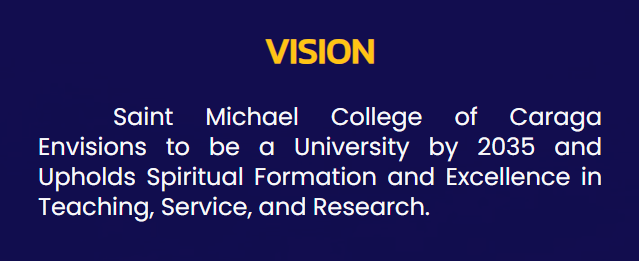 VISION
Saint Michael College of Caraga
Envisions to be a University by 2035 and
Upholds Spiritual Formation and Excellence in
Teaching, Service, and Research.